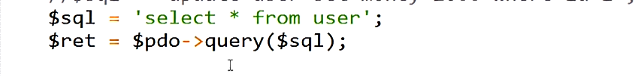 $sql = 'select * from user';
$ret = $pdo->query($sql);